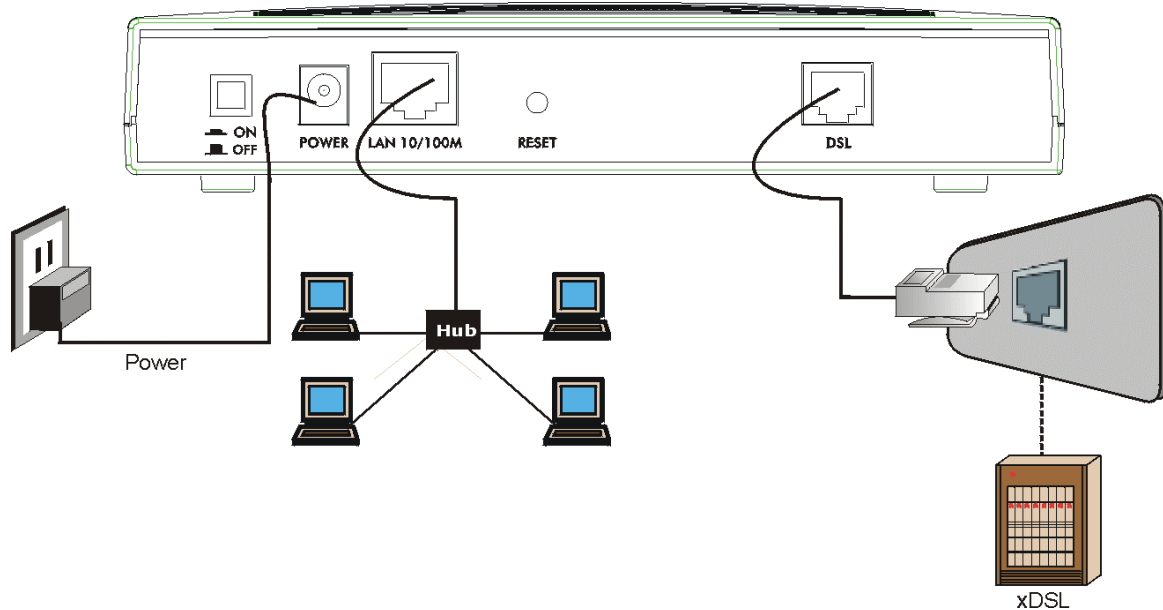 ON
OFF
POWER
LAN 10/100M
RESET
DSL
Power
Hub
xDSL